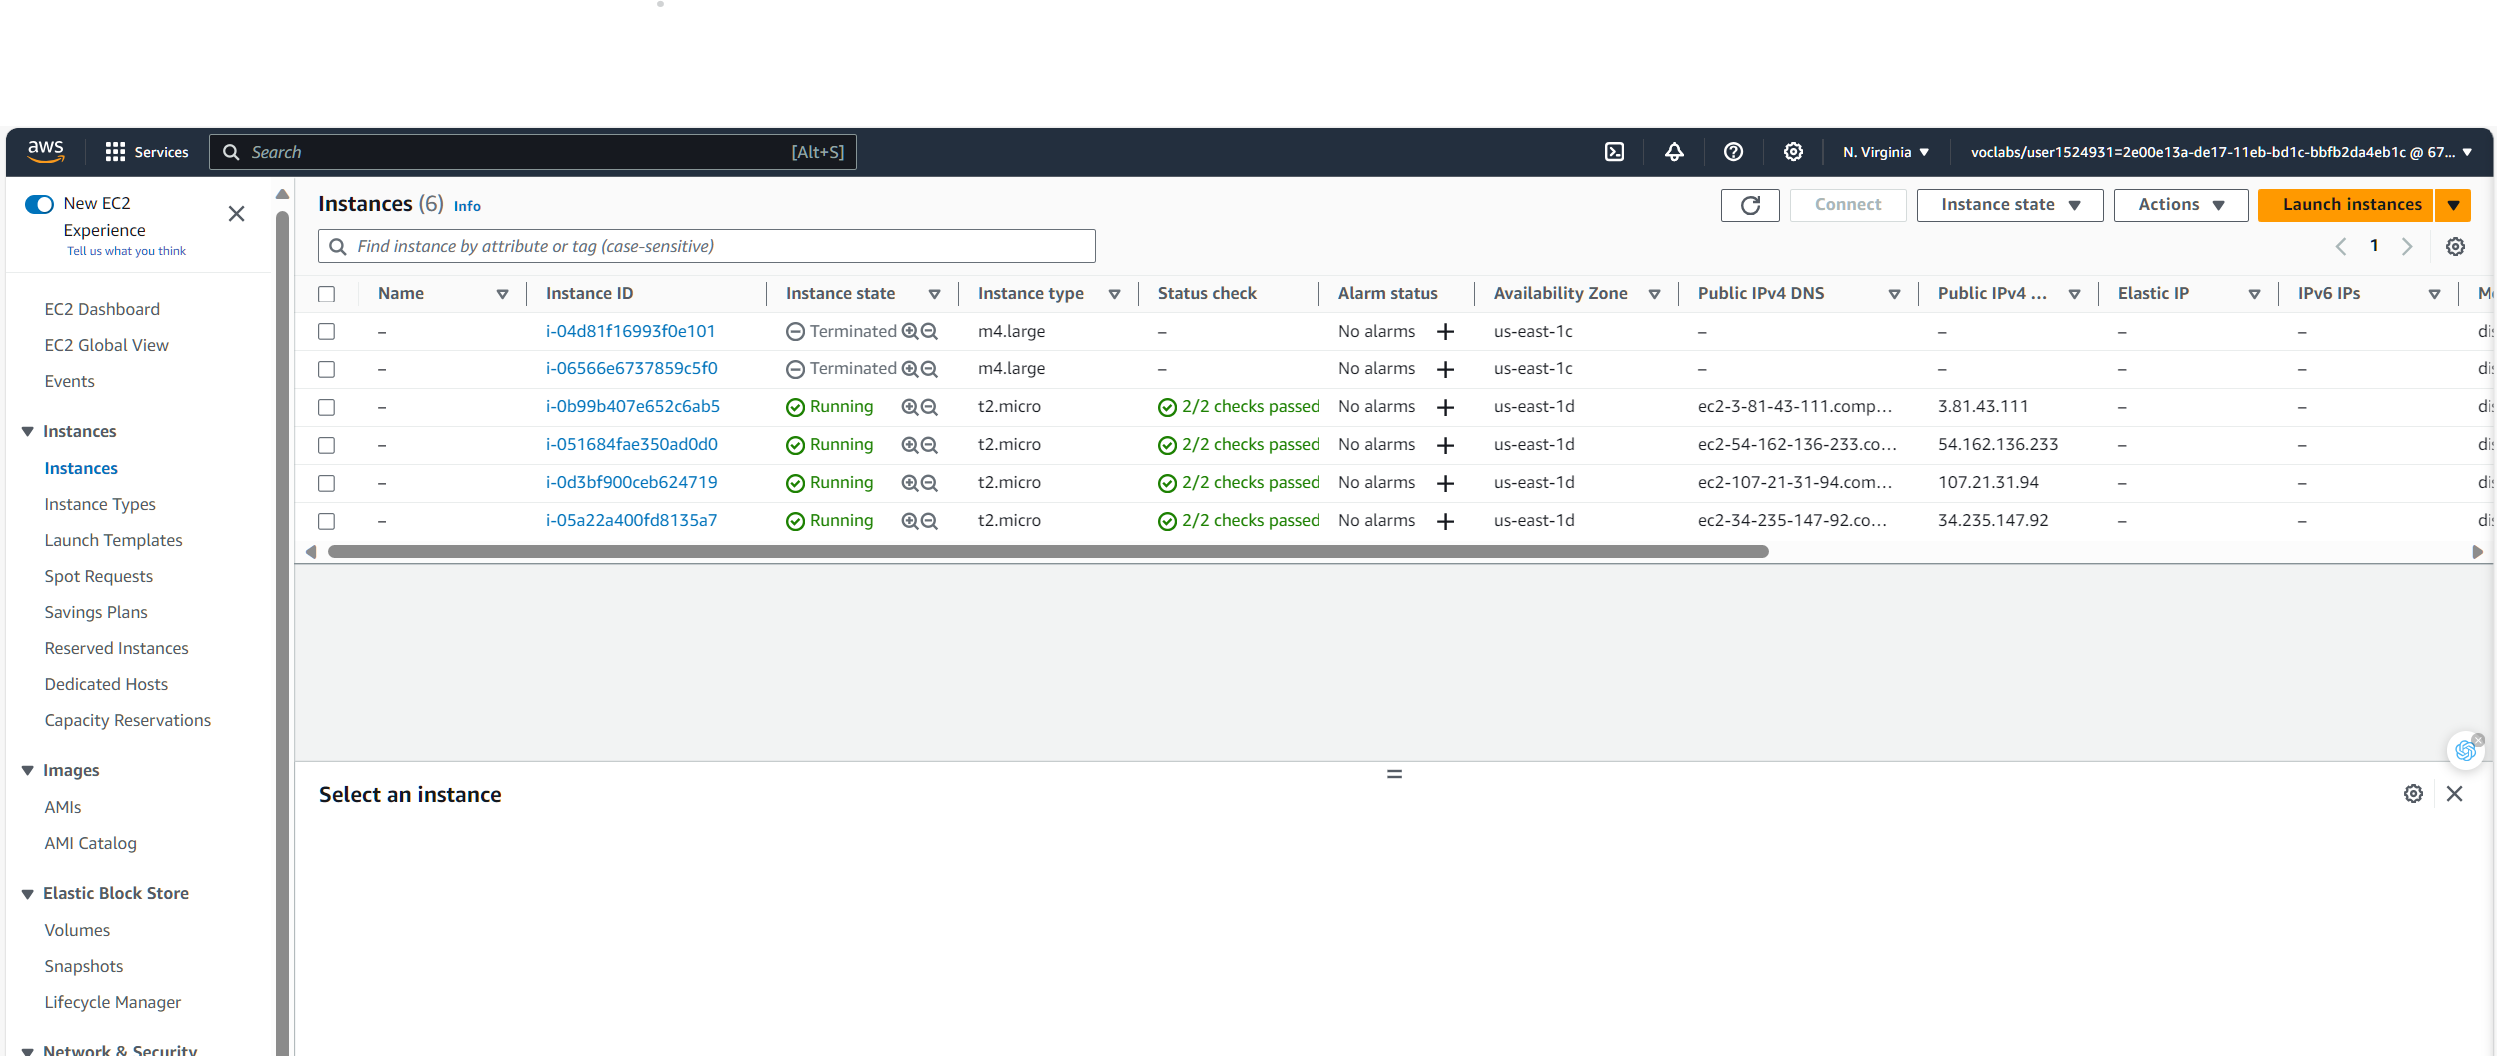 aws
Services
Search [Alt+S]
N. Virginia
voclabs/user1524931=2e00e13a-de17-11eb-bd1c-bbfb2da4eb1c @ 67...
New EC2
Experience
Tell us what you think
EC2 Dashboard
EC2 Global View
Events
Instances
Instances
Instance Types
Launch Templates
Spot Requests
Savings Plans
Reserved Instances
Dedicated Hosts
Capacity Reservations
Images
AMIs
AMI Catalog
Elastic Block Store
Volumes
Snapshots
Lifecycle Manager
Network & Security
Instances (6) Info
Connect
Instance state
Actions
Launch instances
Find instance by attribute or tag (case-sensitive)
1
Name Instance ID Instance state Instance type Status check Alarm status Availability Zone Public IPv4 DNS Public IPv4 ... Elastic IP IPv6 IPs
– i-04d81f16993f0e101 Terminated m4.large – No alarms + us-east-1c – – – –
– i-06566e6737859c5f0 Terminated m4.large – No alarms + us-east-1c – – – –
– i-0b99b407e652c6ab5 Running t2.micro 2/2 checks passed No alarms + us-east-1d ec2-3-81-43-111.comp... 3.81.43.111 – –
– i-051684fae350ad0d0 Running t2.micro 2/2 checks passed No alarms + us-east-1d ec2-54-162-136-233.co... 54.162.136.233 – –
– i-0d3bf900ceb624719 Running t2.micro 2/2 checks passed No alarms + us-east-1d ec2-107-21-31-94.com... 107.21.31.94 – –
– i-05a22a400fd8135a7 Running t2.micro 2/2 checks passed No alarms + us-east-1d ec2-34-235-147-92.co... 34.235.147.92 – –
Select an instance